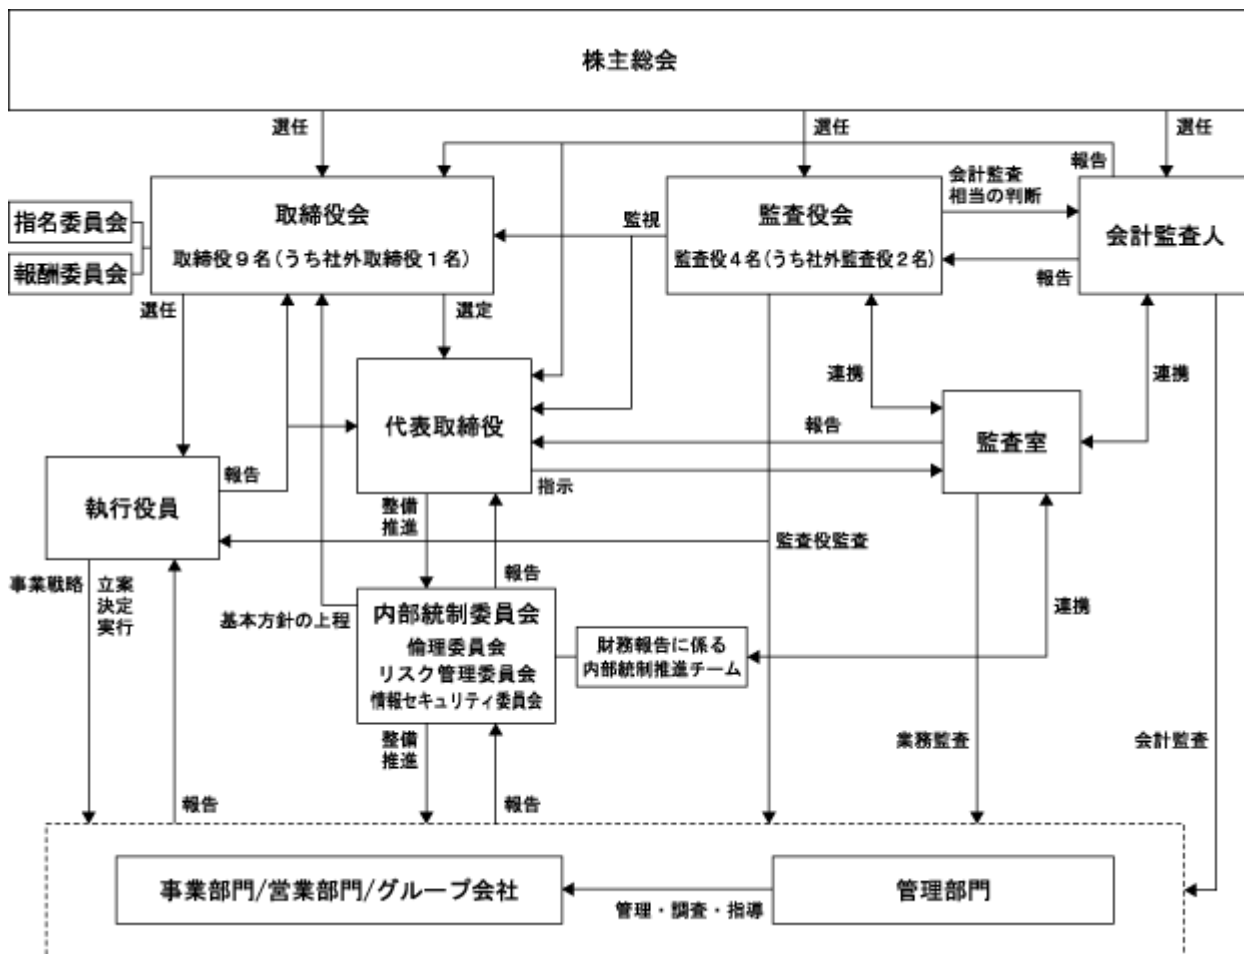 株主総会
選任
選任
選任
報告
指名委員会
報酬委員会
取締役会
取締役9名(うち社外取締役1名)
監視
監査役会
監査役4名(うち社外監査役2名)
会計監査
相当の判断
会計監査人
報告
選任
選定
連携
連携
代表取締役
報告
監査室
指示
執行役員
報告
整備
推進
報告
監査役監査
事業戦略
立案
決定
実行
基本方針の上程
内部統制委員会
倫理委員会
リスク管理委員会
情報セキュリティ委員会
財務報告に係る
内部統制推進チーム
連携
整備
推進
業務監査
会計監査
報告
報告
事業部門/営業部門/グループ会社
管理・調査・指導
管理部門